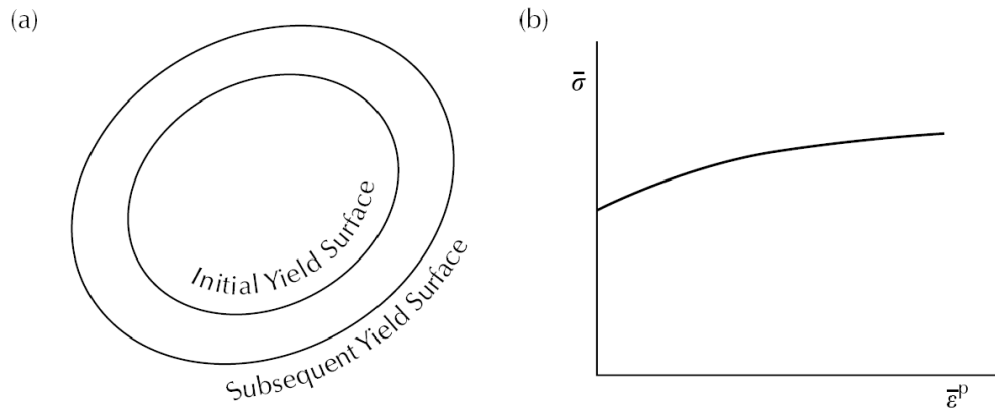 (a)
Initial Yield Surface
Subsequent Yield Surface
(b)
σ̄
ε̄ᵖ